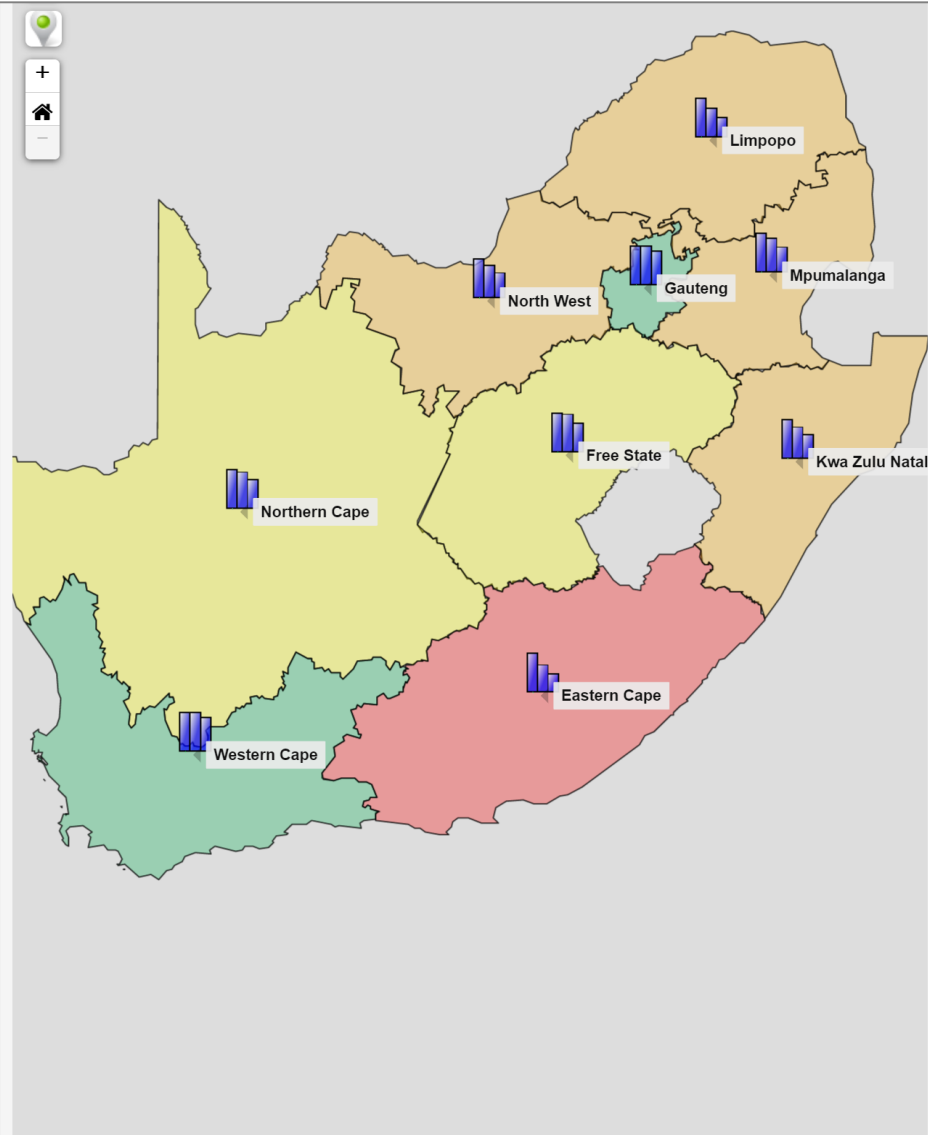 +
−
Limpopo
Mpumalanga
Gauteng
North West
Free State
Kwa Zulu Natal
Northern Cape
Eastern Cape
Western Cape